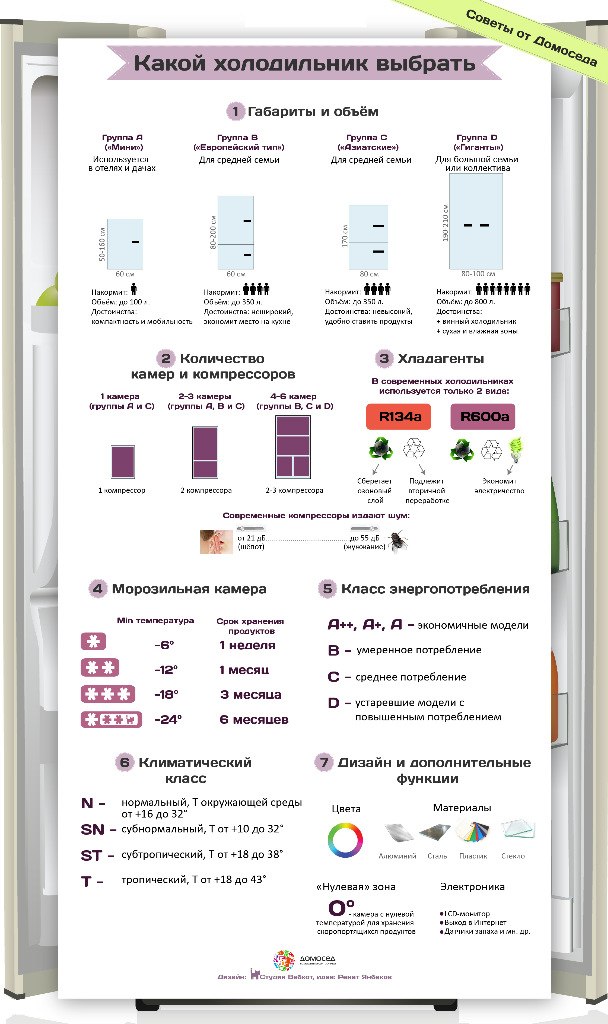 Советы от Домоседа
Какой холодильник выбрать
1 Габариты и объём
Группа A
(«Мини»)
Используется
в отелях и дачах
50-160 см
60 см
Накормит:
Объём: до 100 л.
Достоинства:
компактность и мобильность
Группа B
(«Европейский тип»)
Для средней семьи
80-200 см
60 см
Накормит:
Объём: до 350 л.
Достоинства: неширокий,
экономит место на кухне
Группа C
(«Азиатские»)
Для средней семьи
170 см
80 см
Накормит:
Объём: до 350 л.
Достоинства: невысокий,
удобно ставить продукты
Группа D
(«Гиганты»)
Для большой семьи
или коллектива
190-210 см
80-100 см
Накормит:
Объём: до 800 л.
Достоинства:
+ винный холодильник
+ сухая и влажная зоны
2 Количество
камер и компрессоров
1 камера
(группы A и C)
1 компрессор
2-3 камеры
(группы A, B и C)
2 компрессора
4-6 камер
(группы B, C и D)
2-3 компрессора
3 Хладагенты
В современных холодильниках
используется только 2 вида:
R134a
R600a
Сберегает
озоновый
слой
Подлежит
вторичной
переработке
Экономит
электричество
Современные компрессоры издают шум:
от 21 дБ
(шёпот)
до 55 дБ
(жужжание)
4 Морозильная камера
Min температура
Срок хранения
продуктов
-6° 1 неделя
-12° 1 месяц
-18° 3 месяца
-24° 6 месяцев
5 Класс энергопотребления
A++, A+, A – экономичные модели
B – умеренное потребление
C – среднее потребление
D – устаревшие модели с
повышенным потреблением
6 Климатический
класс
N – нормальный, Т окружающей среды
от +16 до 32°
SN – субнормальный, Т от +10 до 32°
ST – субтропический, Т от +18 до 38°
T – тропический, Т от +18 до 43°
7 Дизайн и дополнительные
функции
Цвета
Материалы
Алюминий Сталь Пластик Стекло
«Нулевая» зона
0° - камера с нулевой
температурой для хранения
скоропортящихся продуктов
Электроника
• LCD-монитор
• Выход в Интернет
• Датчики запаха и мн. др.
ДОМОСЕД
Дизайн: Студия Вебкот, идея: Ренат Янбеков